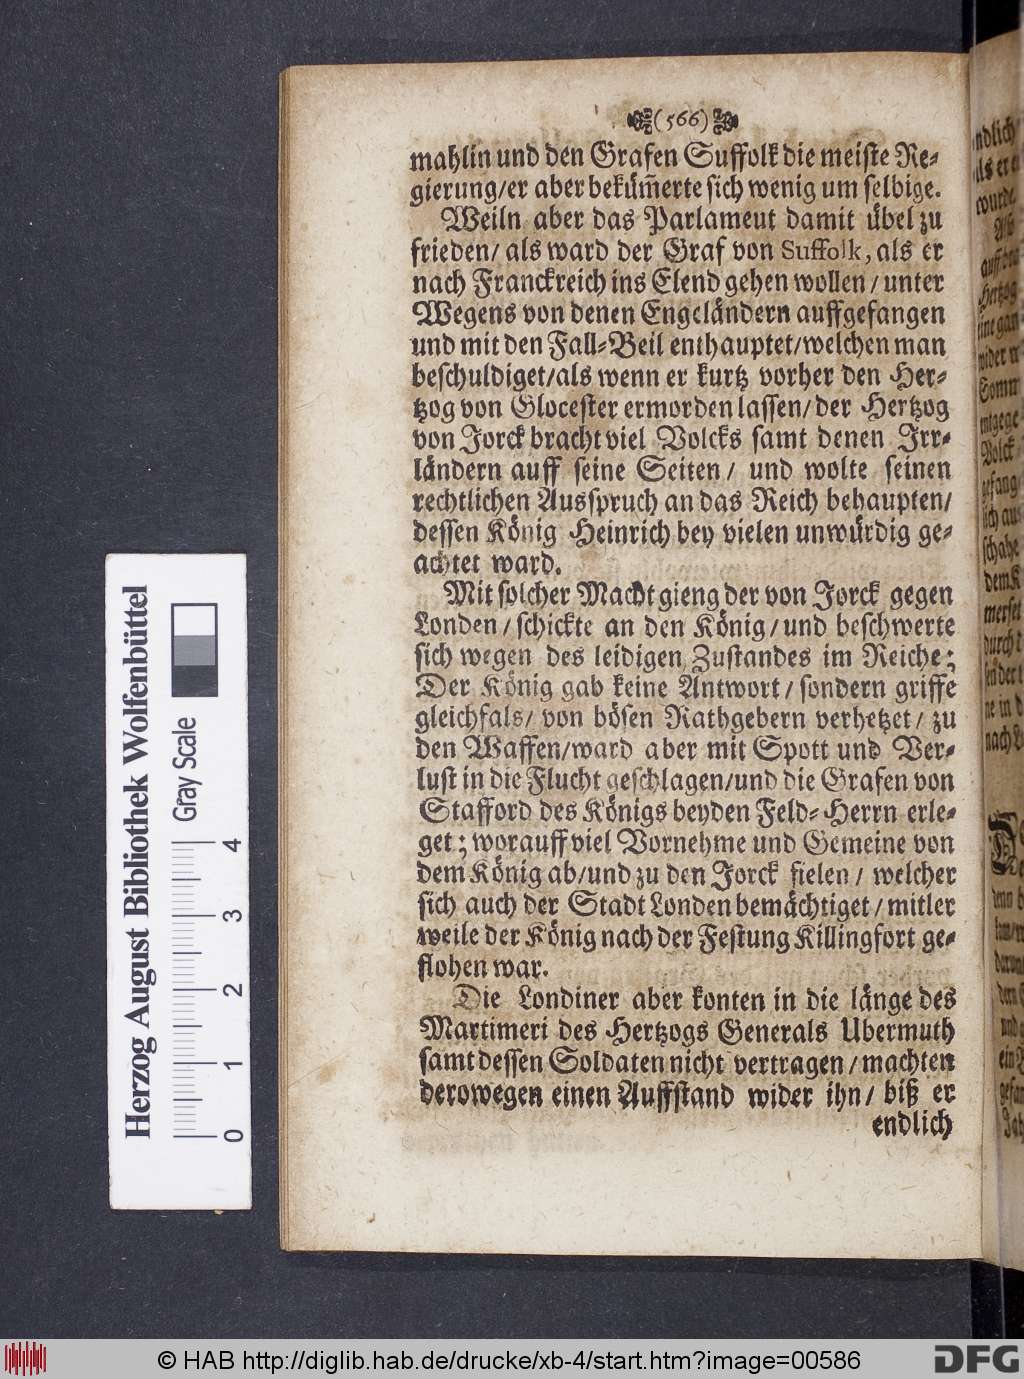 (566)
mahlin und den Grafen Suffolk die meiste Re-
gierung/er aber beküm̃erte sich wenig um selbige.
Weiln aber das Parlameut damit übel zu
frieden/ als ward der Graf von Suffolk, als er
nach Franckreich ins Elend gehen wollen / unter
Wegens von denen Engeländern auffgefangen
und mit den Fall-Beil enthauptet/welchen man
beschuldiget/als wenn er kurtz vorher den Her-
tzog von Glocester ermorden lassen/ der Hertzog
von Jorck bracht viel Volcks samt denen Irr-
ländern auff seine Seiten / und wolte seinen
rechtlichen Ausspruch an das Reich behaupten/
dessen König Heinrich bey vielen unwürdig ge-
achtet ward.
Mit solcher Macht gieng der von Jorck gegen
Londen / schickte an den König / und beschwerte
sich wegen des leidigen Zustandes im Reiche;
Der König gab keine Antwort / sondern griffe
gleichfals/ von bösen Rathgebern verhetzet / zu
den Waffen/ward aber mit Spott und Ver-
lust in die Flucht geschlagen/und die Grafen von
Stafford des Königs beyden Feld-Herrn erle-
get; worauff viel Vornehme und Gemeine von
dem König ab/und zu den Jorck fielen / welcher
sich auch der Stadt Londen bemächtiget / mitler
weile der König nach der Festung Killingfort ge-
flohen war.
Die Londiner aber konten in die länge des
Martimeri des Hertzogs Generals Ubermuth
samt dessen Soldaten nicht vertragen / machten
derowegen einen Auffstand wider ihn / biß er
endlich
Herzog August Bibliothek Wolfenbüttel
Gray Scale
0 1 2 3 4
© HAB http://diglib.hab.de/drucke/xb-4/start.htm?image=00586
DFG